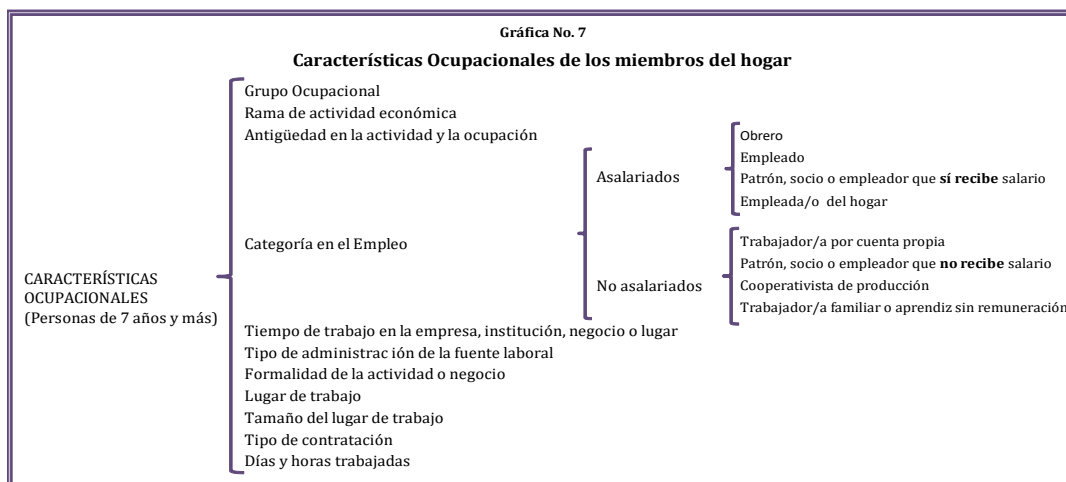 Gráfica No. 7
Características Ocupacionales de los miembros del hogar
CARACTERÍSTICAS
OCUPACIONALES
(Personas de 7 años y más)
Grupo Ocupacional
Rama de actividad económica
Antigüedad en la actividad y la ocupación
Categoría en el Empleo
Asalariados
Obrero
Empleado
Patrón, socio o empleador que sí recibe salario
Empleada/o del hogar
No asalariados
Trabajador/a por cuenta propia
Patrón, socio o empleador que no recibe salario
Cooperativista de producción
Trabajador/a familiar o aprendiz sin remuneración
Tiempo de trabajo en la empresa, institución, negocio o lugar
Tipo de administrac ión de la fuente laboral
Formalidad de la actividad o negocio
Lugar de trabajo
Tamaño del lugar de trabajo
Tipo de contratación
Días y horas trabajadas